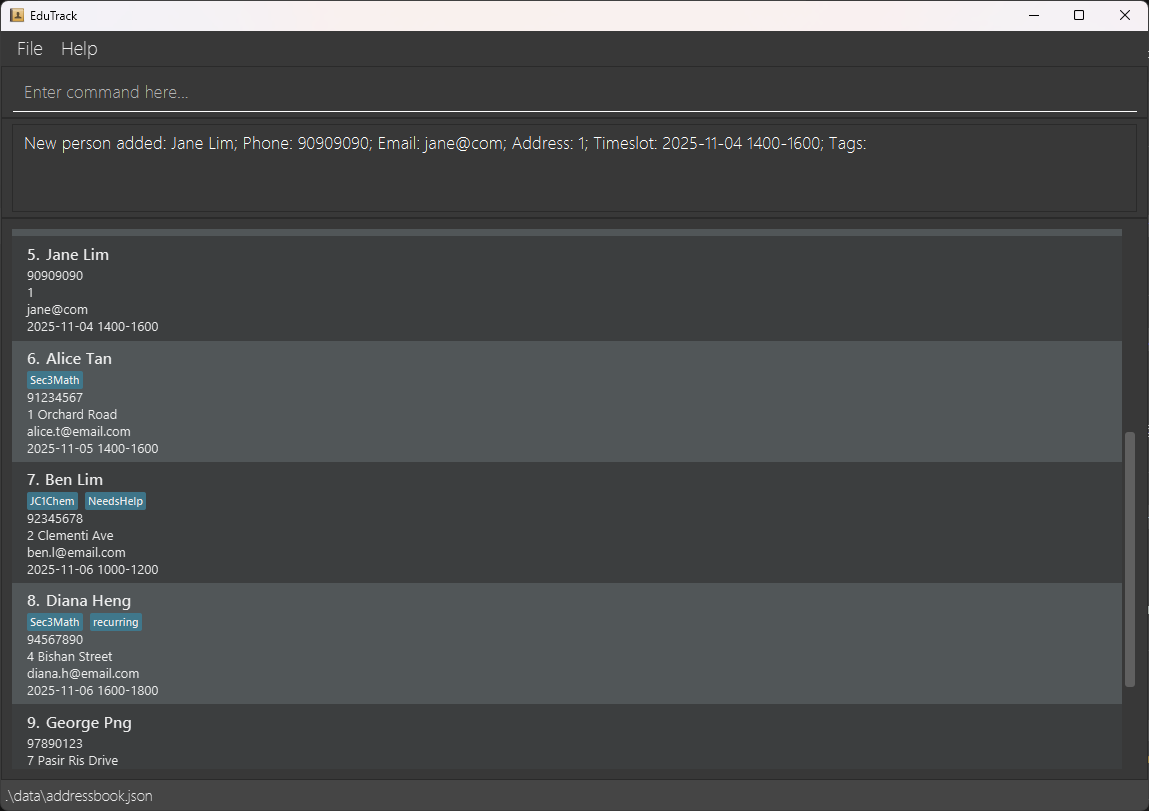 EduTrack
File Help
Enter command here...
New person added: Jane Lim; Phone: 90909090; Email: jane@com; Address: 1; Timeslot: 2025-11-04 1400-1600; Tags:
5. Jane Lim
90909090
1
jane@com
2025-11-04 1400-1600
6. Alice Tan
Sec3Math
91234567
1 Orchard Road
alice.t@email.com
2025-11-05 1400-1600
7. Ben Lim
JC1Chem NeedsHelp
92345678
2 Clementi Ave
ben.l@email.com
2025-11-06 1000-1200
8. Diana Heng
Sec3Math recurring
94567890
4 Bishan Street
diana.h@email.com
2025-11-06 1600-1800
9. George Png
97890123
7 Pasir Ris Drive
.\data\addressbook.json